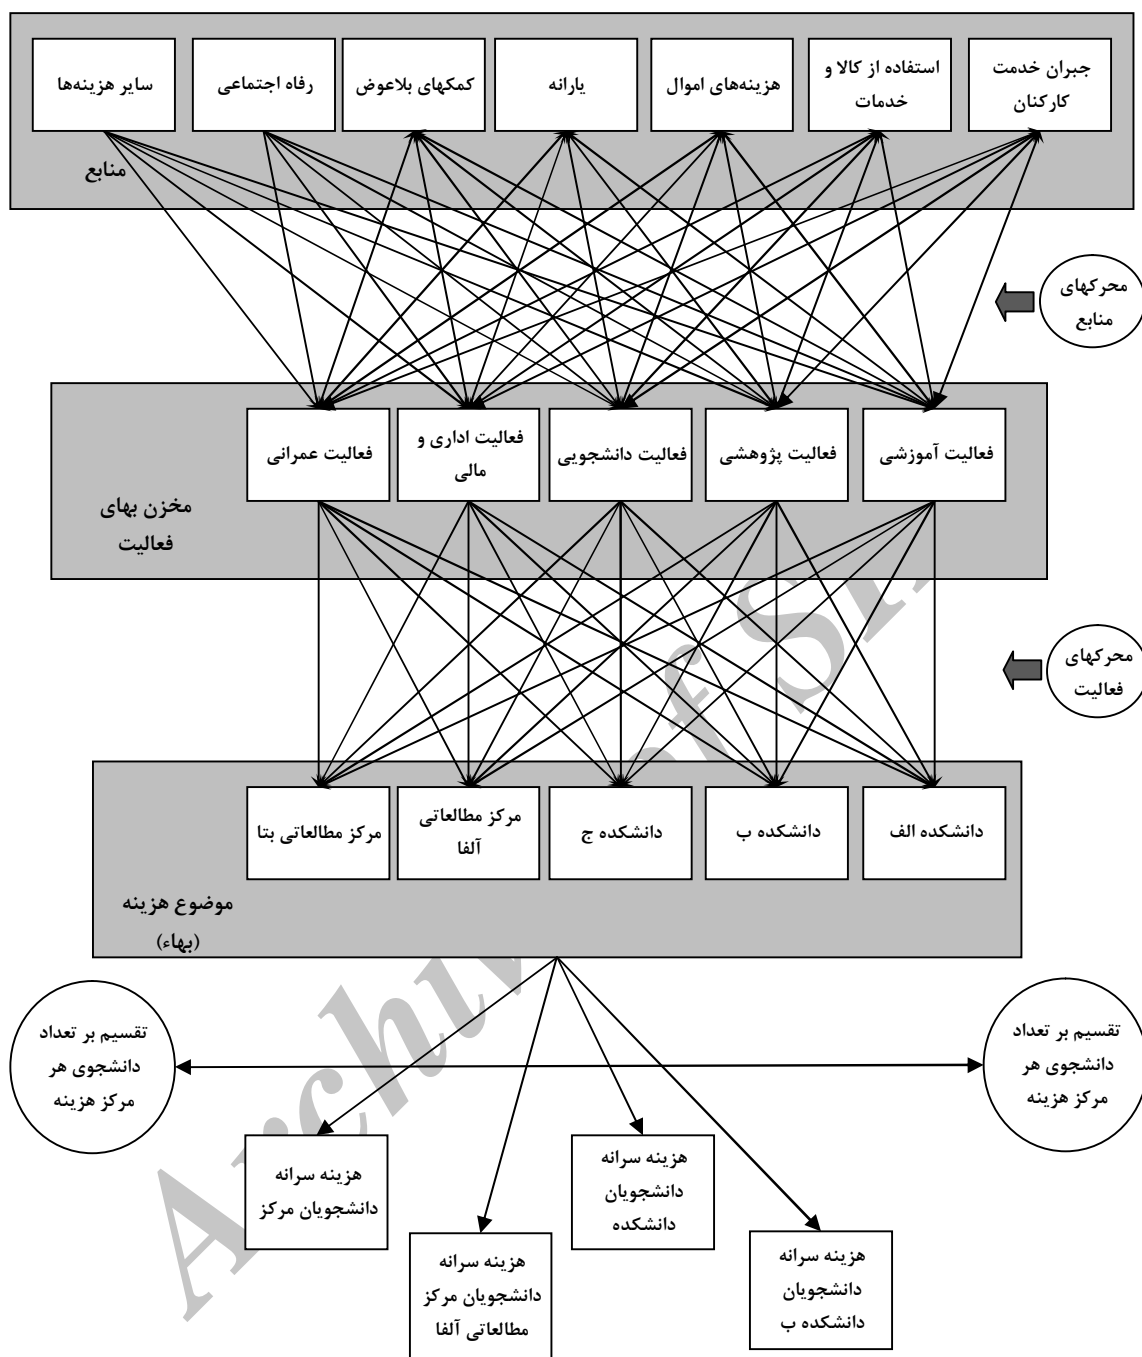 جبران خدمت
کارکنان
استفاده از کالا و
خدمات
هزینه‌های اموال
یارانه
کمکهای بلاعوض
رفاه اجتماعی
سایر هزینه‌ها
منابع
محرکهای
منابع
فعالیت آموزشی
فعالیت پژوهشی
فعالیت دانشجویی
فعالیت اداری و
مالی
فعالیت عمرانی
مخزن بهای
فعالیت
محرکهای
فعالیت
دانشکده الف
دانشکده ب
دانشکده ج
مرکز مطالعاتی
آلفا
مرکز مطالعاتی بتا
موضوع هزینه
(بهاء)
تقسیم بر تعداد
دانشجوی هر
مرکز هزینه
تقسیم بر تعداد
دانشجوی هر
مرکز هزینه
هزینه سرانه
دانشجویان
دانشکده
هزینه سرانه
دانشجویان مرکز
هزینه سرانه
دانشجویان
دانشکده ب
هزینه سرانه
دانشجویان مرکز
مطالعاتی آلفا